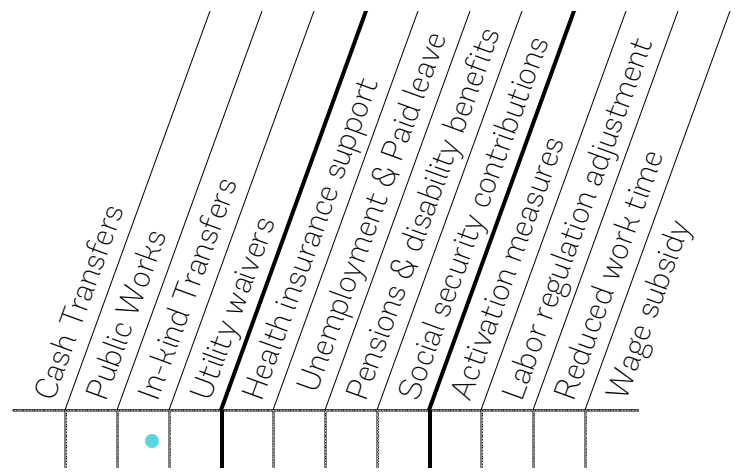 Cash Transfers
Public Works
In-kind Transfers
Utility waivers
Health insurance support
Unemployment & Paid leave
Pensions & disability benefits
Social security contributions
Activation measures
Labor regulation adjustment
Reduced work time
Wage subsidy